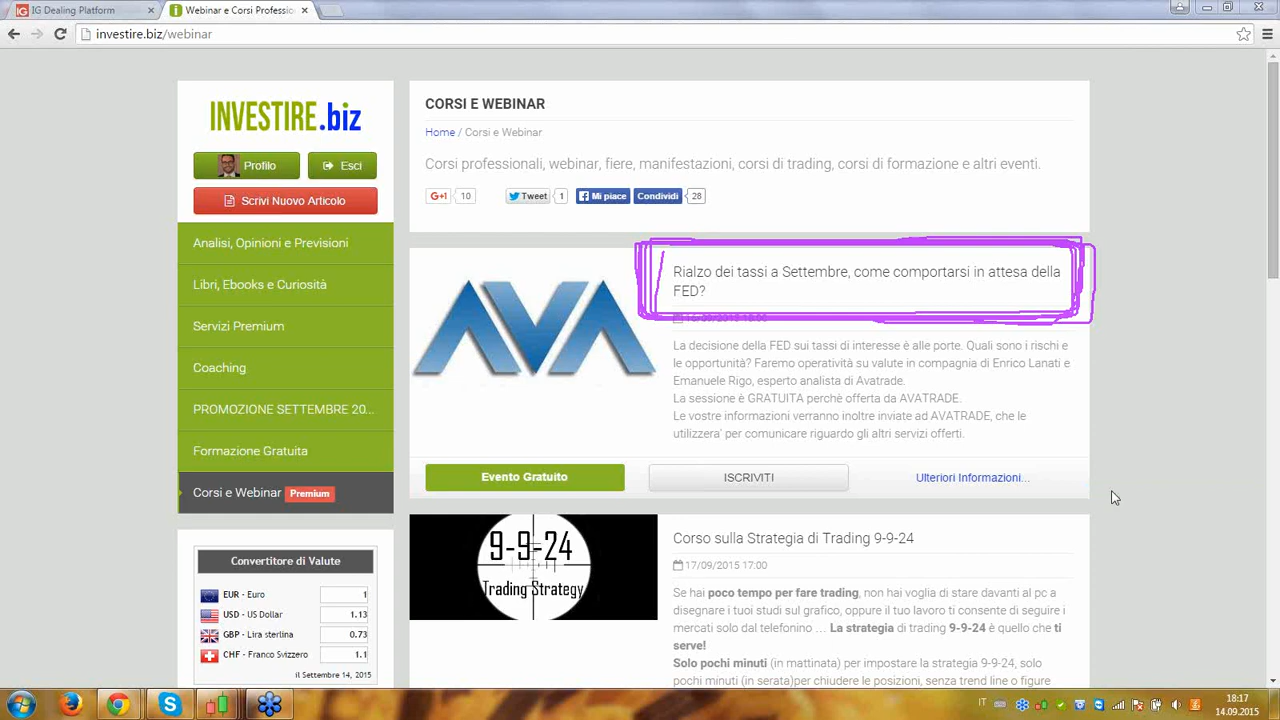 IG Dealing Platform
Webinar e Corsi Professio
investire.biz/webinar
INVESTIRE.biz
Profilo
Esci
Scrivi Nuovo Articolo
Analisi, Opinioni e Previsioni
Libri, Ebooks e Curiosità
Servizi Premium
Coaching
PROMOZIONE SETTEMBRE 20...
Formazione Gratuita
Corsi e Webinar Premium
Convertitore di Valute
EUR - Euro 1
USD - US Dollar 1.13
GBP - Lira sterlina 0.73
CHF - Franco Svizzero 1.1
il Settembre 14, 2015
CORSI E WEBINAR
Home / Corsi e Webinar
Corsi professionali, webinar, fiere, manifestazioni, corsi di trading, corsi di formazione e altri eventi.
G+1 10 Tweet 1 Mi piace Condividi 28
AVA
Rialzo dei tassi a Settembre, come comportarsi in attesa della
FED?
La decisione della FED sui tassi di interesse è alle porte. Quali sono i rischi e
le opportunità? Faremo operatività su valute in compagnia di Enrico Lanati e
Emanuele Rigo, esperto analista di Avatrade.
La sessione è GRATUITA perchè offerta da AVATRADE.
Le vostre informazioni verranno inoltre inviate ad AVATRADE, che le
utilizzera' per comunicare riguardo gli altri servizi offerti.
Evento Gratuito
ISCRIVITI
Ulteriori Informazioni...
9-9-24
Trading Strategy
Corso sulla Strategia di Trading 9-9-24
17/09/2015 17:00
Se hai poco tempo per fare trading, non hai voglia di stare davanti al pc a
disegnare i tuoi studi sul grafico, oppure il tuo lavoro ti consente di seguire i
mercati solo dal telefonino ... La strategia di trading 9-9-24 è quello che ti
serve!
Solo pochi minuti (in mattinata) per impostare la strategia 9-9-24, solo
pochi minuti (in serata)per chiudere le posizioni, senza trend line o figure
IT
18:17
14.09.2015